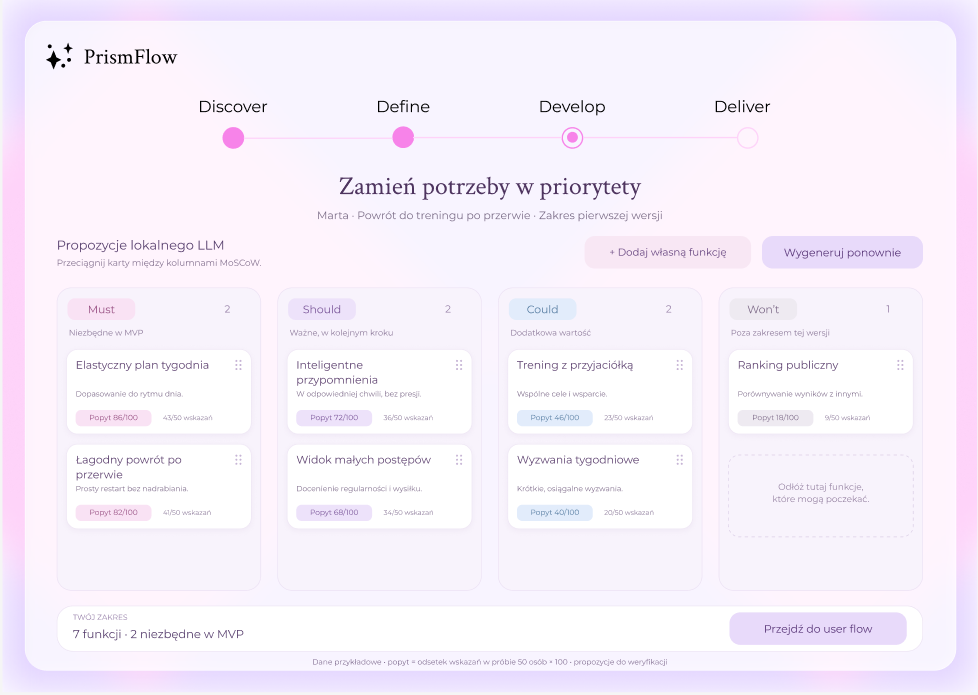 PrismFlow
Discover Define Develop Deliver
Zamień potrzeby w priorytety
Marta · Powrót do treningu po przerwie · Zakres pierwszej wersji
Propozycje lokalnego LLM
Przeciągnij karty między kolumnami MoSCoW.
+ Dodaj własną funkcję
Wygeneruj ponownie
Must 2
Niezbędne w MVP
Elastyczny plan tygodnia
Dopasowanie do rytmu dnia.
Popyt 86/100 43/50 wskazań
Łagodny powrót po
przerwie
Prosty restart bez nadrabiania.
Popyt 82/100 41/50 wskazań
Should 2
Ważne, w kolejnym kroku
Inteligentne
przypomnienia
W odpowiedniej chwili, bez presji.
Popyt 72/100 36/50 wskazań
Widok małych postępów
Docenienie regularności i wysiłku.
Popyt 68/100 34/50 wskazań
Could 2
Dodatkowa wartość
Trening z przyjaciółką
Wspólne cele i wsparcie.
Popyt 46/100 23/50 wskazań
Wyzwania tygodniowe
Krótkie, osiągalne wyzwania.
Popyt 40/100 20/50 wskazań
Won't 1
Poza zakresem tej wersji
Ranking publiczny
Porównywanie wyników z innymi.
Popyt 18/100 9/50 wskazań
Odłóż tutaj funkcje,
które mogą poczekać.
TWÓJ ZAKRES
7 funkcji · 2 niezbędne w MVP
Przejdź do user flow
Dane przykładowe · popyt = odsetek wskazań w próbie 50 osób × 100 · propozycje do weryfikacji